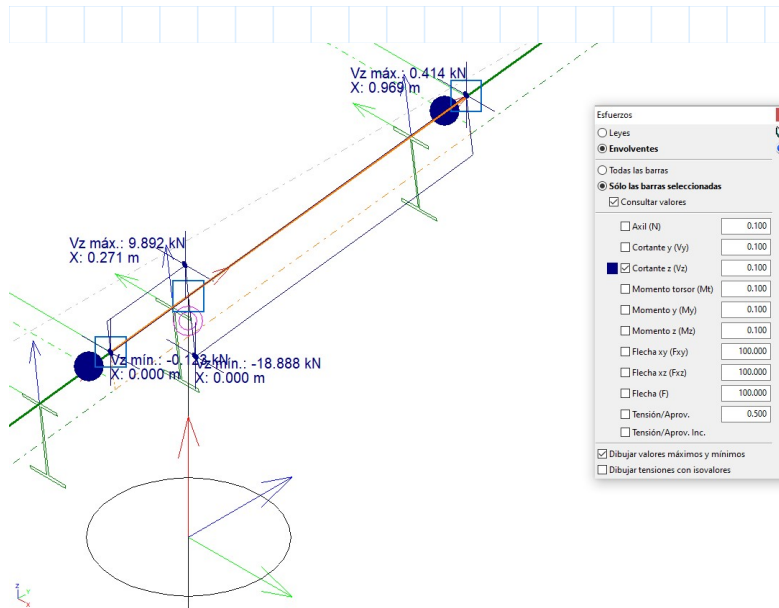 Vz máx.: 0.414 kN
X: 0.969 m
Vz máx.: 9.892 kN
X: 0.271 m
Vz mín.: -18.888 kN
X: 0.000 m
X: 0.000 m
Esfuerzos
Leyes
Envolventes
Todas las barras
Sólo las barras seleccionadas
Consultar valores
Axil (N) 0.100
Cortante y (Vy) 0.100
Cortante z (Vz) 0.100
Momento torsor (Mt) 0.100
Momento y (My) 0.100
Momento z (Mz) 0.100
Flecha xy (Fxy) 100.000
Flecha xz (Fxz) 100.000
Flecha (F) 100.000
Tensión/Aprov. 0.500
Tensión/Aprov. Inc.
Dibujar valores máximos y mínimos
Dibujar tensiones con isovalores
z
y
x